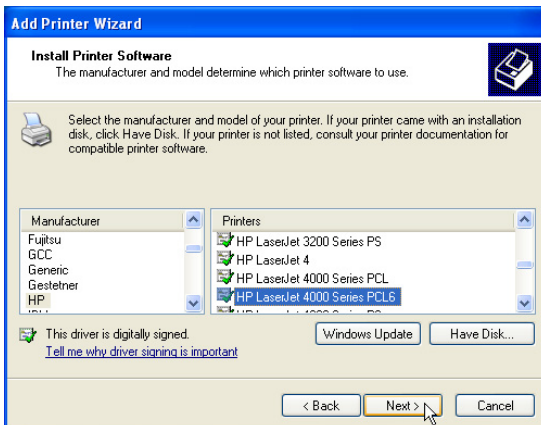 Add Printer Wizard
Install Printer Software
The manufacturer and model determine which printer software to use.
Select the manufacturer and model of your printer. If your printer came with an installation
disk, click Have Disk. If your printer is not listed, consult your printer documentation for
compatible printer software.
Manufacturer
Fujitsu
GCC
Generic
Gestetner
HP
Printers
HP LaserJet 3200 Series PS
HP LaserJet 4
HP LaserJet 4000 Series PCL
HP LaserJet 4000 Series PCL6
This driver is digitally signed.
Tell me why driver signing is important
Windows Update
Have Disk...
< Back
Next >
Cancel